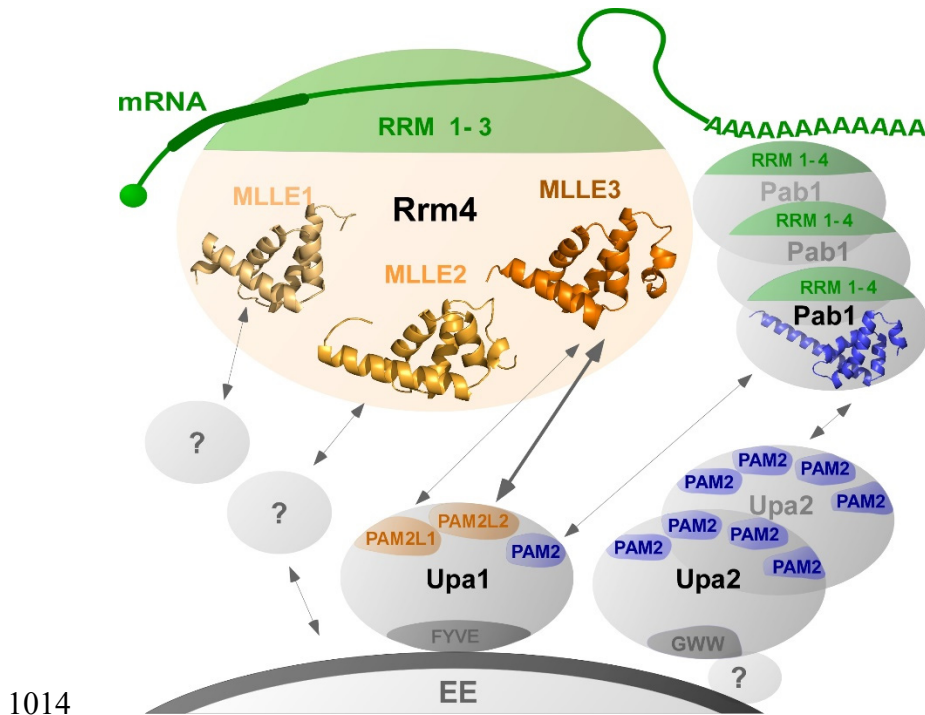 mRNA
AAAAAAAAAAAA
RRM 1-3
RRM 1-4
Pab1
MLLE1
Rrm4
MLLE3
RRM 1-4
Pab1
MLLE2
RRM 1-4
Pab1
?
?
PAM2
PAM2
PAM2
PAM2
Upa2
PAM2L1
PAM2L2
PAM2
Upa1
FYVE
PAM2
PAM2
PAM2
PAM2
Upa2
GWW
?
EE
1014